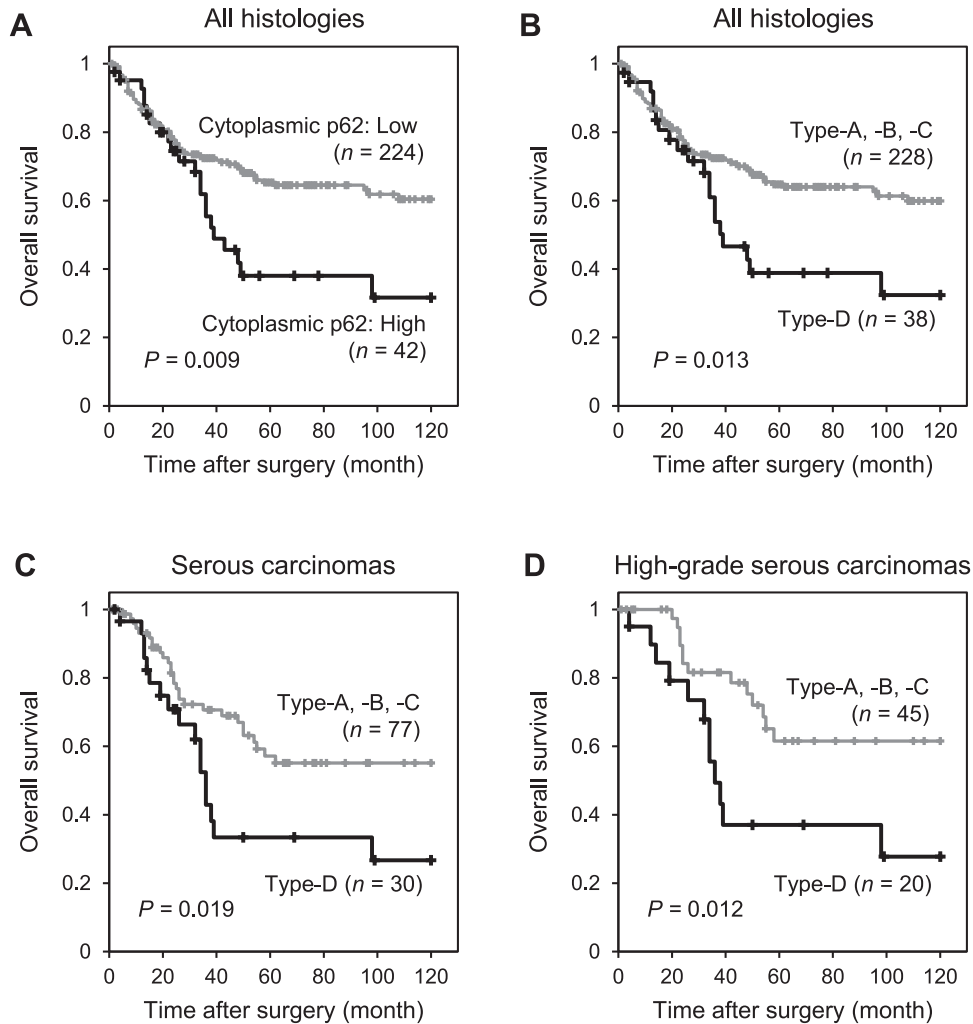 A
All histologies
1
0.8
0.6
0.4
0.2
0
Overall survival
Cytoplasmic p62: Low
(n = 224)
Cytoplasmic p62: High
(n = 42)
P = 0.009
0 20 40 60 80 100 120
Time after surgery (month)
B
All histologies
1
0.8
0.6
0.4
0.2
0
Overall survival
Type-A, -B, -C
(n = 228)
Type-D (n = 38)
P = 0.013
0 20 40 60 80 100 120
Time after surgery (month)
C
Serous carcinomas
1
0.8
0.6
0.4
0.2
0
Overall survival
Type-A, -B, -C
(n = 77)
Type-D (n = 30)
P = 0.019
0 20 40 60 80 100 120
Time after surgery (month)
D
High-grade serous carcinomas
1
0.8
0.6
0.4
0.2
0
Overall survival
Type-A, -B, -C
(n = 45)
Type-D (n = 20)
P = 0.012
0 20 40 60 80 100 120
Time after surgery (month)